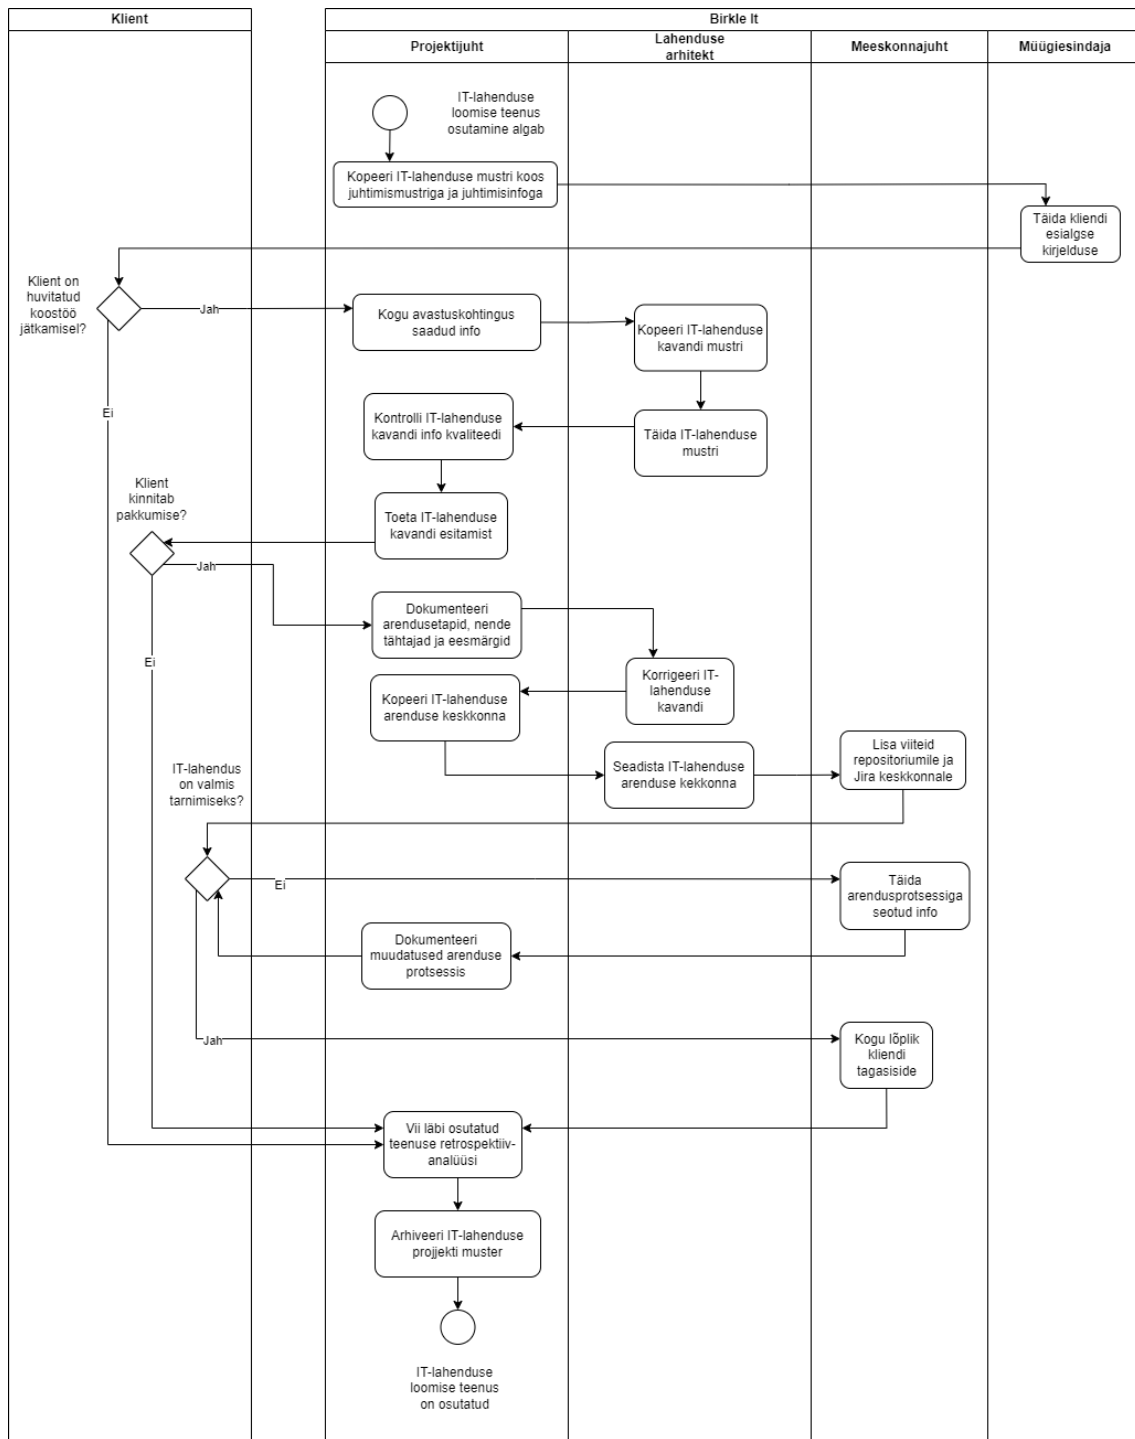 Klient
Birkle It
Projektijuht
Lahenduse
arhitekt
Meeskonnajuht
Müügiesindaja
IT-lahenduse
loomise teenus
osutamine algab
Kopeeri IT-lahenduse mustri koos
juhtimismustriga ja juhtimisinfoga
Täida kliendi
esialgse
kirjelduse
Klient on
huvitatud
koostöö
jätkamisel?
Jah
Kogu avastuskohtingus
saadud info
Kopeeri IT-lahenduse
kavandi mustri
Ei
Kontrolli IT-lahenduse
kavandi info kvaliteedi
Täida IT-lahenduse
mustri
Klient
kinnitab
pakkumise?
Toeta IT-lahenduse
kavandi esitamist
Jah
Dokumenteeri
arendusetapid, nende
tähtajad ja eesmärgid
Ei
Korrigeeri IT-
lahenduse
kavandi
Kopeeri IT-lahenduse
arenduse keskkonna
IT-lahendus
on valmis
tarnimiseks?
Seadista IT-lahenduse
arenduse kekkonna
Lisa viiteid
repositoriumile ja
Jira keskkonnale
Ei
Täida
arendusprotsessiga
seotud info
Dokumenteeri
muudatused arenduse
protsessis
Jah
Kogu lõplik
kliendi
tagasiside
Vii läbi osutatud
teenuse retrospektiiv-
analüüsi
Arhiveeri IT-lahenduse
projjekti muster
IT-lahenduse
loomise teenus
on osutatud